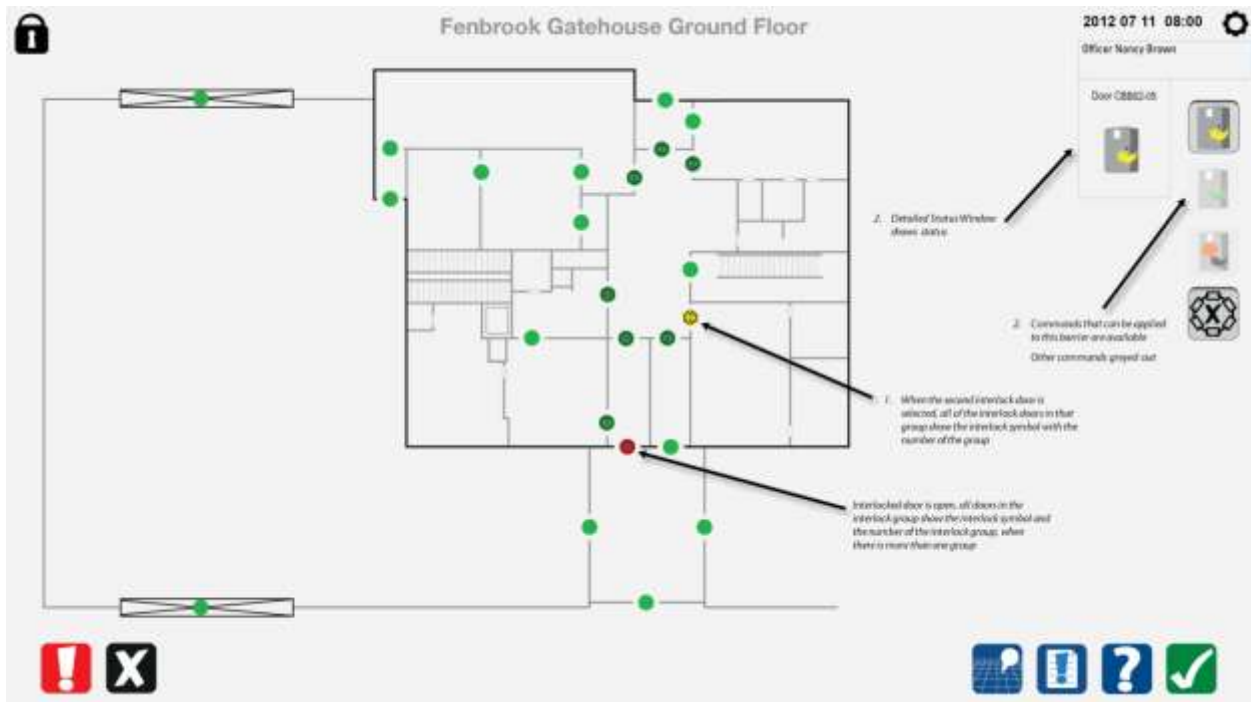 Fenbrook Gatehouse Ground Floor
2012 07 11 08:00
Officer Nancy Brown
Door CBB02-05
2. Detailed Status Window
shows status
Commands that can be applied
to this barrier are available
Other commands greyed out
1. When the second interlock door is
selected, all of the interlock doors in that
group show the interlock symbol with the
number of the group
Interlocked door is open, all doors in the
interlock group show the interlock symbol and
the number of the interlock group, when
there is more than one group
X
!
X
!
?